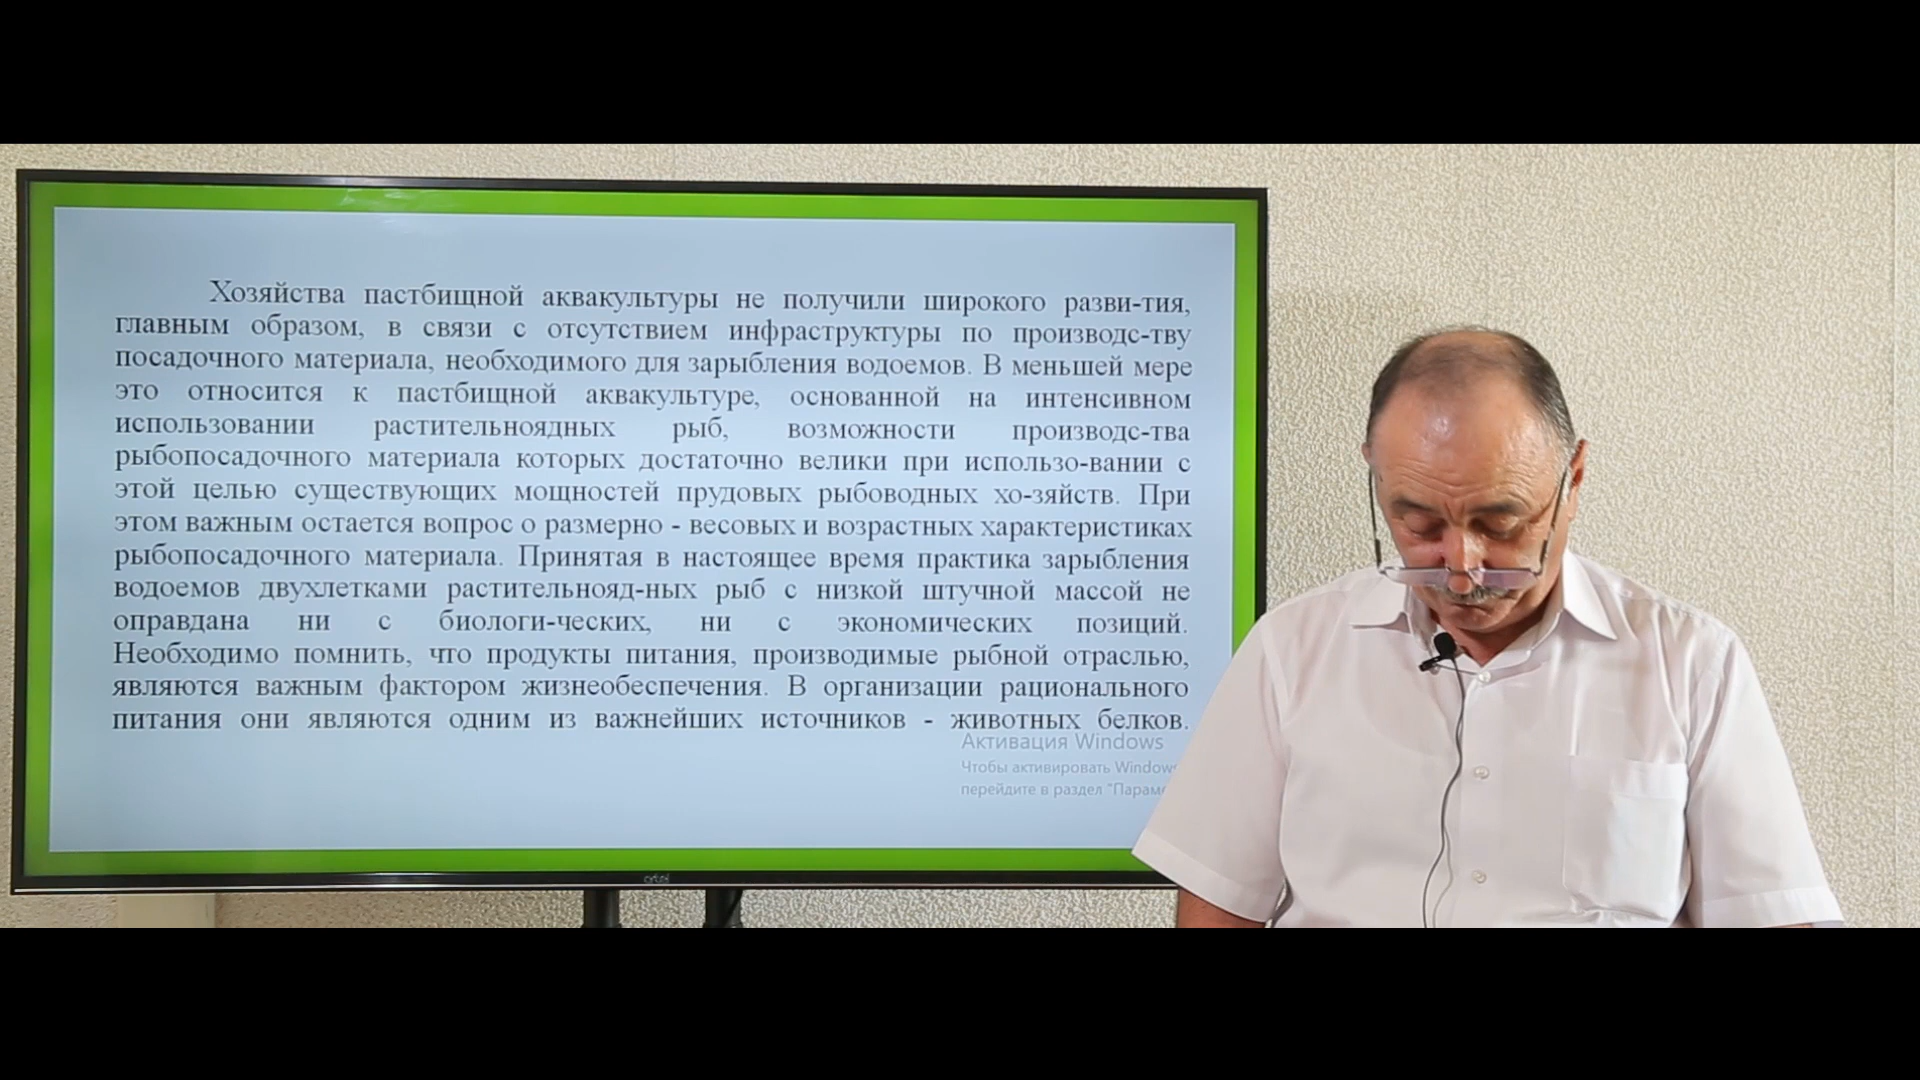 Хозяйства пастбищной аквакультуры не получили широкого разви-тия,
главным образом, в связи с отсутствием инфраструктуры по производс-тву
посадочного материала, необходимого для зарыбления водоемов. В меньшей мере
это относится к пастбищной аквакультуре, основанной на интенсивном
использовании растительноядных рыб, возможности производс-тва
рыбопосадочного материала которых достаточно велики при использо-вании с
этой целью существующих мощностей прудовых рыбоводных хо-зяйств. При
этом важным остается вопрос о размерно - весовых и возрастных характеристиках
рыбопосадочного материала. Принятая в настоящее время практика зарыбления
водоемов двухлетками растительнояд-ных рыб с низкой штучной массой не
оправдана ни с биологи-ческих, ни с экономических позиций.
Необходимо помнить, что продукты питания, производимые рыбной отраслью,
являются важным фактором жизнеобеспечения. В организации рационального
питания они являются одним из важнейших источников - животных белков.
Активация Windows
Чтобы активировать Windows
перейдите в раздел "Парам
artel